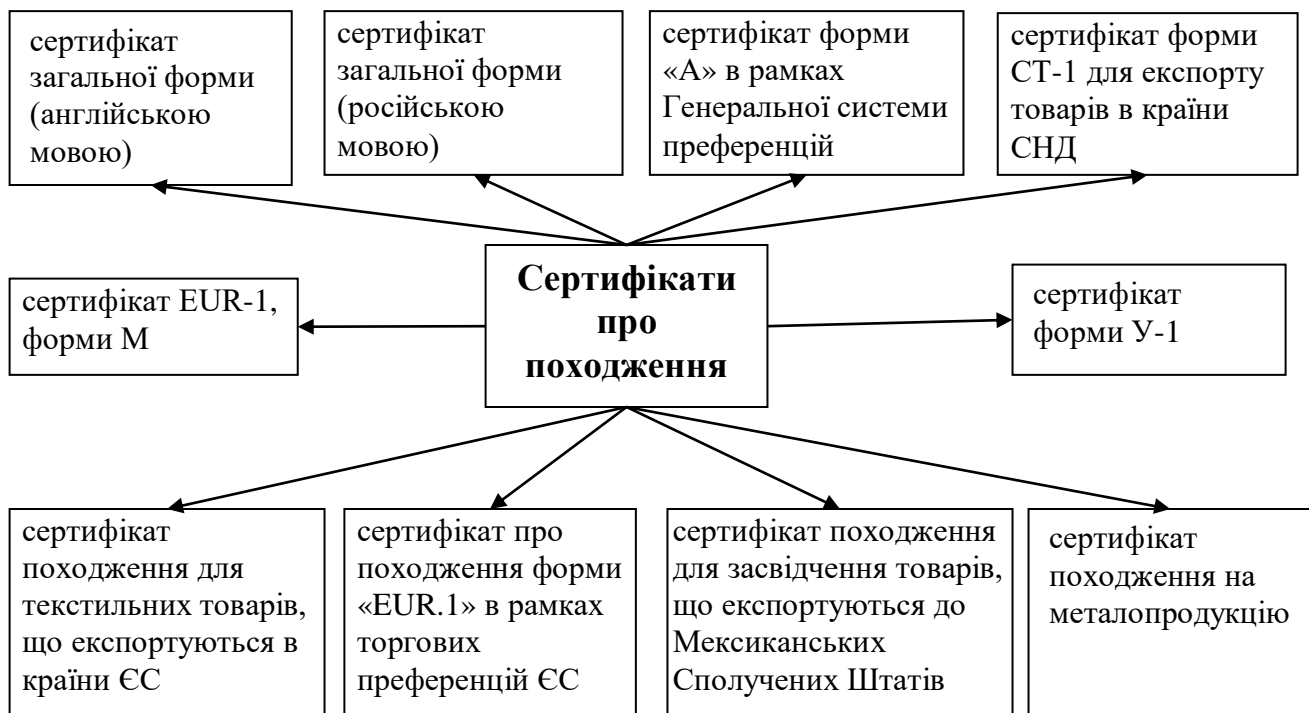 сертифікат
загальної форми
(англійською
мовою)
сертифікат
загальної форми
(російською
мовою)
сертифікат форми
«А» в рамках
Генеральної системи
преференцій
сертифікат форми
СТ-1 для експорту
товарів в країни
СНД
сертифікат EUR-1,
форми М
Сертифікати
про
походження
сертифікат
форми У-1
сертифікат
походження для
текстильних товарів,
що експортуються в
країни ЄС
сертифікат про
походження форми
«EUR.1» в рамках
торгових
преференцій ЄС
сертифікат походження
для засвідчення товарів,
що експортуються до
Мексиканських
Сполучених Штатів
сертифікат
походження на
металопродукцію